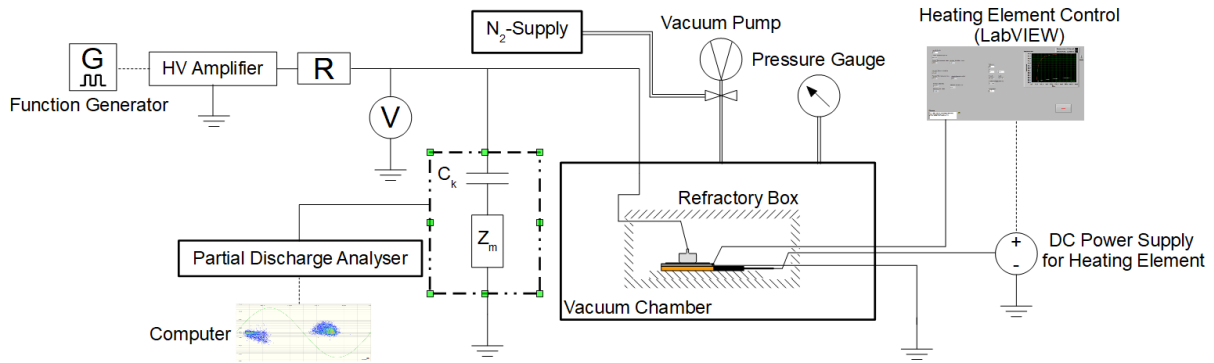 N2-Supply
Vacuum Pump
Heating Element Control
(LabVIEW)
G
HV Amplifier
R
Pressure Gauge
Function Generator
V
Ck
Refractory Box
Zm
Partial Discharge Analyser
+
-
DC Power Supply
for Heating Element
Vacuum Chamber
Computer